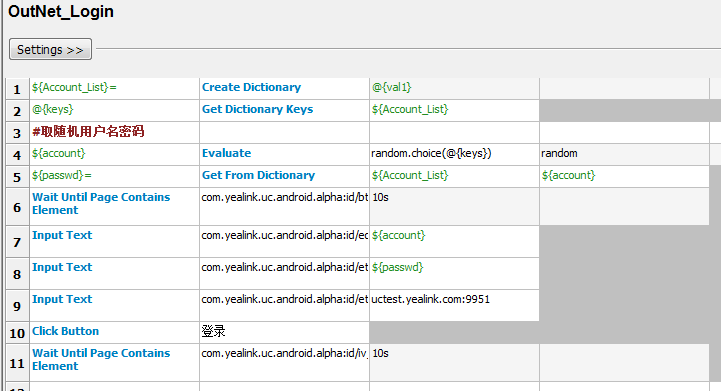 OutNet_Login
Settings >>
1 ${Account_List}= Create Dictionary @{val1}
2 @{keys} Get Dictionary Keys ${Account_List}
3 #取随机用户名密码
4 ${account} Evaluate random.choice(@{keys}) random
5 ${passwd}= Get From Dictionary ${Account_List} ${account}
6 Wait Until Page Contains Element com.yealink.uc.android.alpha:id/bt 10s
7 Input Text com.yealink.uc.android.alpha:id/ec ${account}
8 Input Text com.yealink.uc.android.alpha:id/et ${passwd}
9 Input Text com.yealink.uc.android.alpha:id/et uctest.yealink.com:9951
10 Click Button 登录
11 Wait Until Page Contains Element com.yealink.uc.android.alpha:id/iv 10s